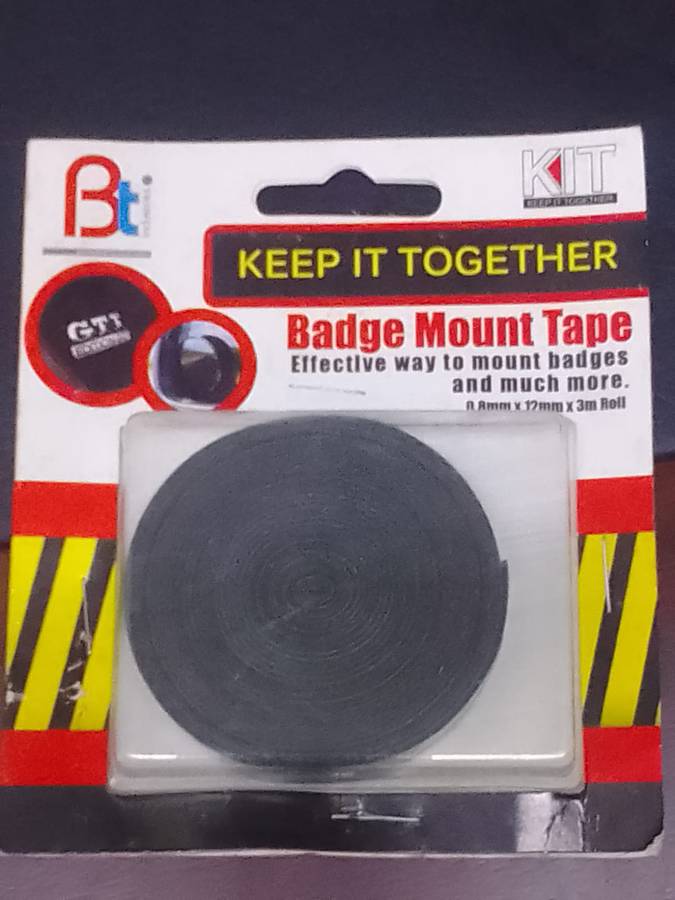 Bt
KIT
KEEP IT TOGETHER
KEEP IT TOGETHER
GTI
Badge Mount Tape
Effective way to mount badges
and much more.
0.8mm x 12mm x 3m Roll